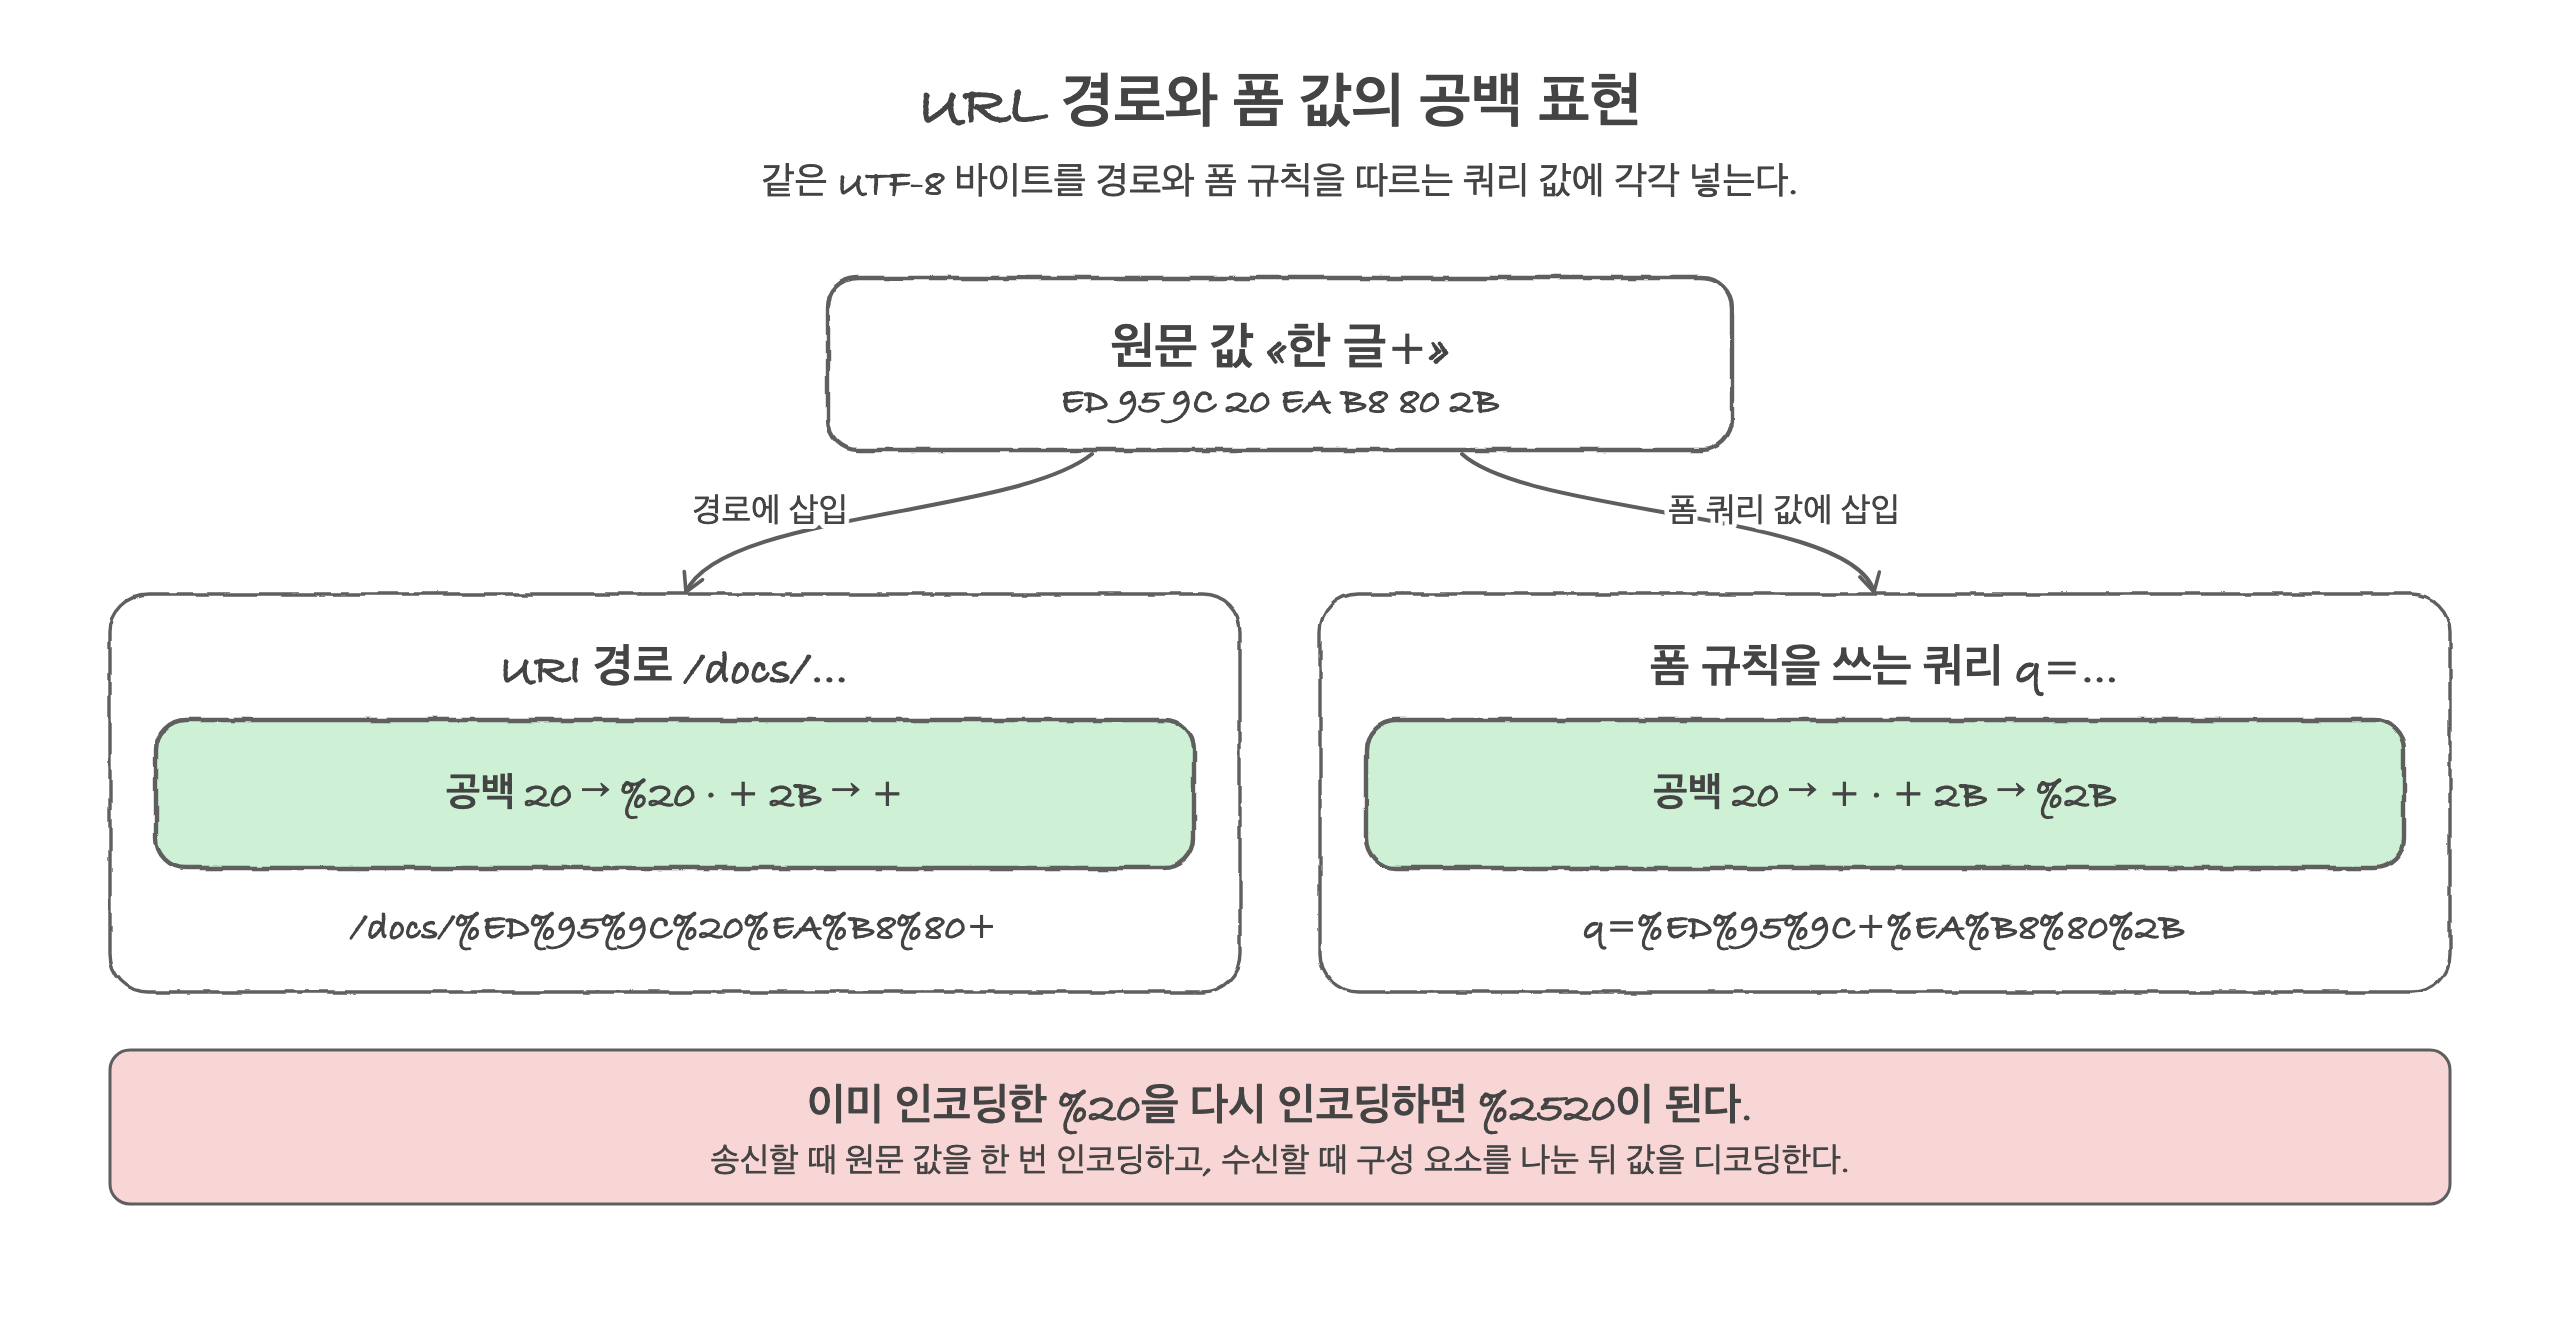 URL 경로와 폼 값의 공백 표현
같은 UTF-8 바이트를 경로와 폼 규칙을 따르는 쿼리 값에 각각 넣는다.
원문 값 «한 글+»
ED 95 9C 20 EA B8 80 2B
경로에 삽입
폼 쿼리 값에 삽입
URI 경로 /docs/...
공백 20 → %20 · + 2B → +
/docs/%ED%95%9C%20%EA%B8%80+
폼 규칙을 쓰는 쿼리 q=...
공백 20 → + · + 2B → %2B
q=%ED%95%9C+%EA%B8%80%2B
이미 인코딩한 %20을 다시 인코딩하면 %2520이 된다.
송신할 때 원문 값을 한 번 인코딩하고, 수신할 때 구성 요소를 나눈 뒤 값을 디코딩한다.